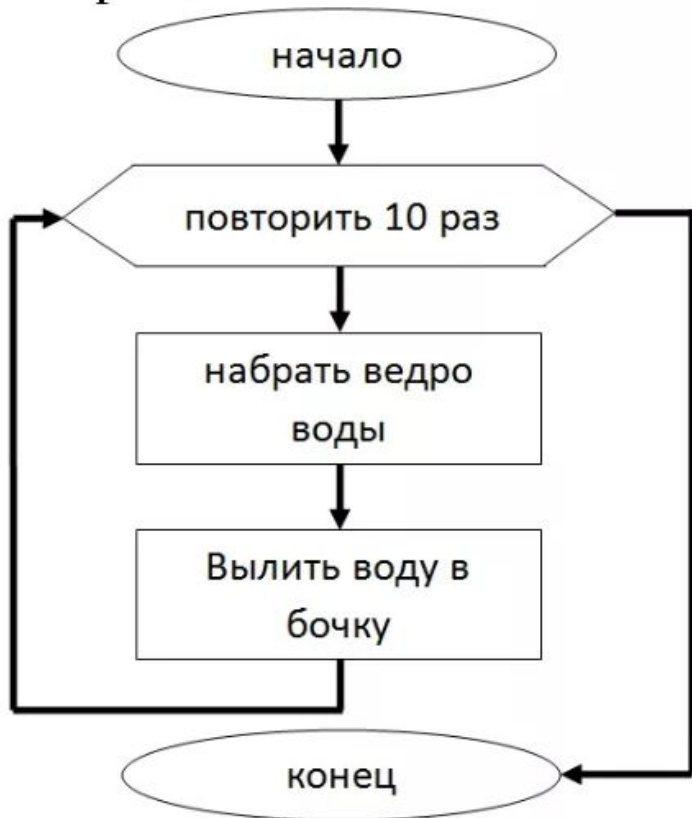 начало
повторить 10 раз
набрать ведро
воды
Вылить воду в
бочку
конец